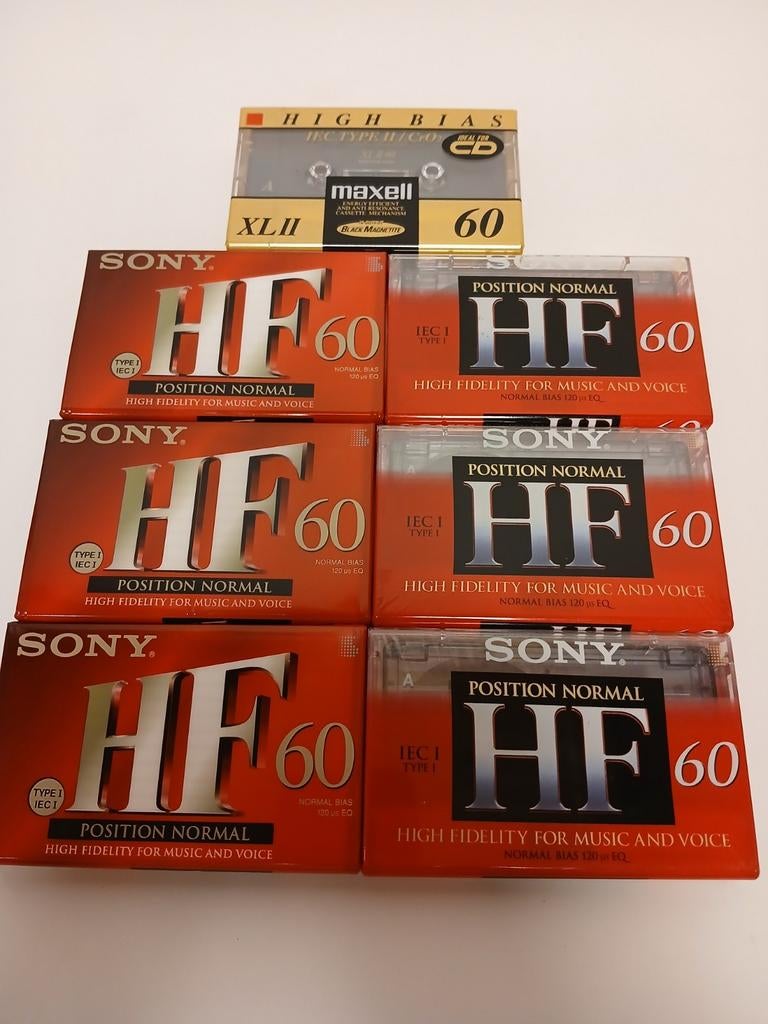 HIGH BIAS
IEC TYPE II / CrO2
IDEAL FOR
CD
XLII 60
A
maxell
ENERGY EFFICIENT
AND ANTI RESONANCE
CASSETTE MECHANISM
BLACK MAGNETITE
XLII
60
SONY
HF
60
TYPE I
IEC I
NORMAL BIAS
120 µs EQ
POSITION NORMAL
HIGH FIDELITY FOR MUSIC AND VOICE
SONY
POSITION NORMAL
HF
IEC I
TYPE I
60
HIGH FIDELITY FOR MUSIC AND VOICE
NORMAL BIAS 120 µs EQ
HF 60
SONY
HF
60
TYPE I
IEC I
NORMAL BIAS
120 µs EQ
POSITION NORMAL
HIGH FIDELITY FOR MUSIC AND VOICE
SONY
A
POSITION NORMAL
HF
IEC I
TYPE I
60
HIGH FIDELITY FOR MUSIC AND VOICE
NORMAL BIAS 120 µs EQ
HF
SONY
HF
60
TYPE I
IEC I
NORMAL BIAS
120 µs EQ
POSITION NORMAL
HIGH FIDELITY FOR MUSIC AND VOICE
SONY
A
POSITION NORMAL
HF
IEC I
TYPE I
60
HIGH FIDELITY FOR MUSIC AND VOICE
NORMAL BIAS 120 µs EQ